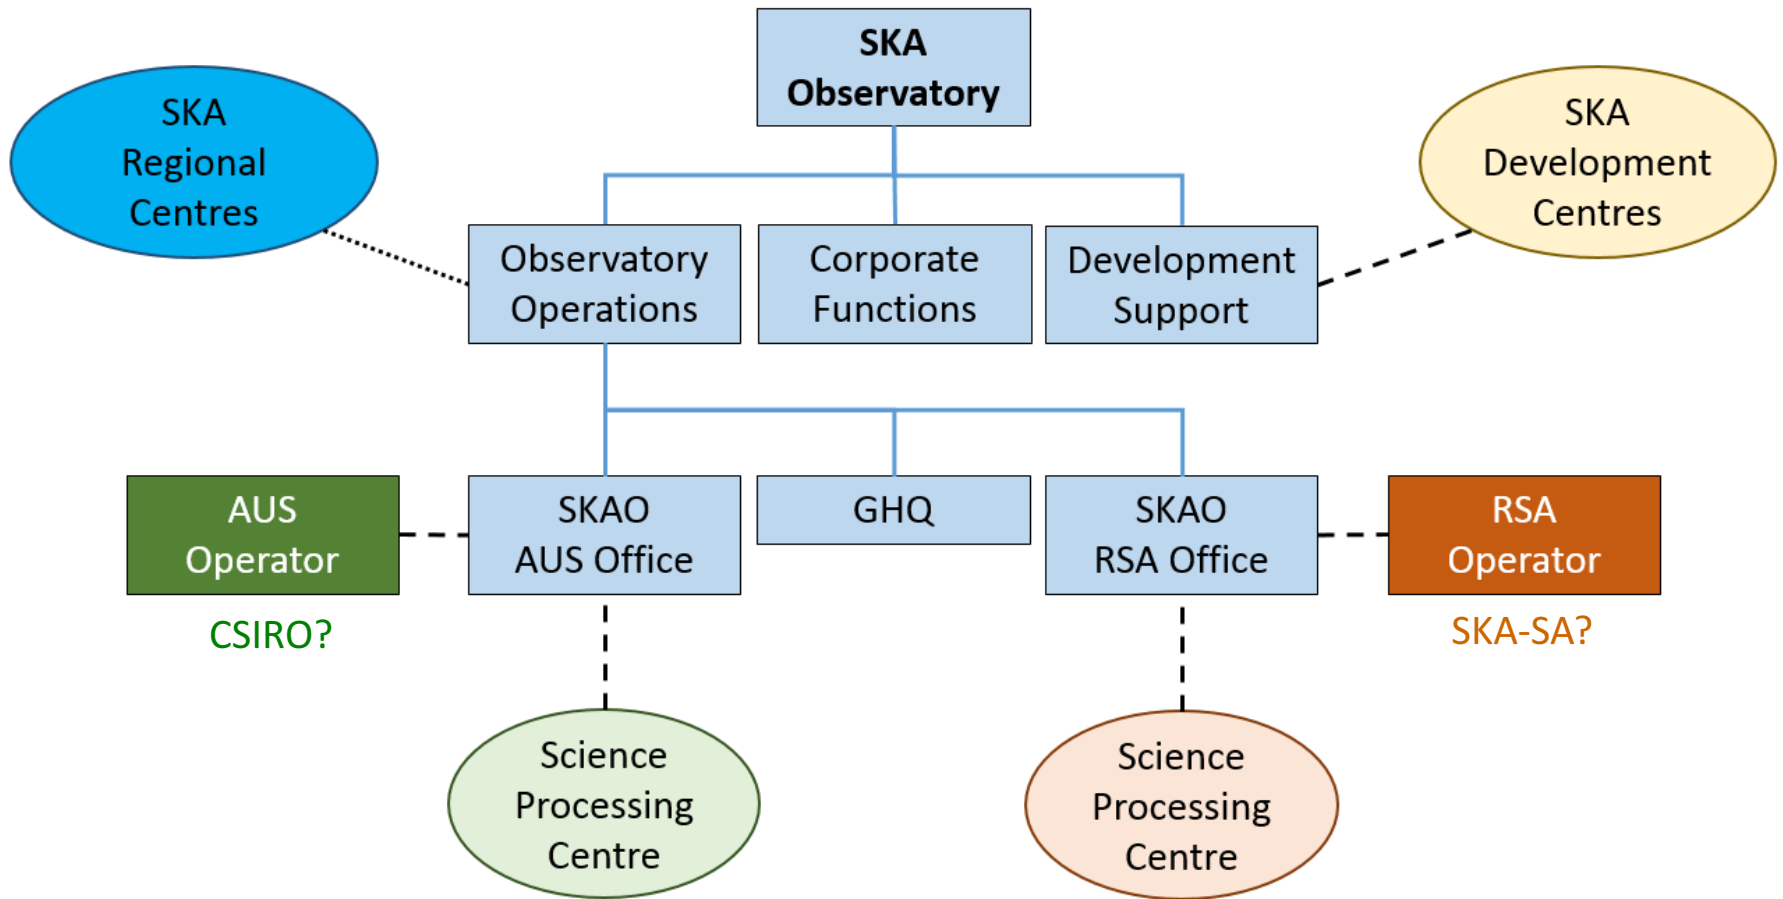 SKA
Observatory
SKA
Regional
Centres
SKA
Development
Centres
Observatory
Operations
Corporate
Functions
Development
Support
AUS
Operator
SKAO
AUS Office
GHQ
SKAO
RSA Office
RSA
Operator
CSIRO?
SKA-SA?
Science
Processing
Centre
Science
Processing
Centre